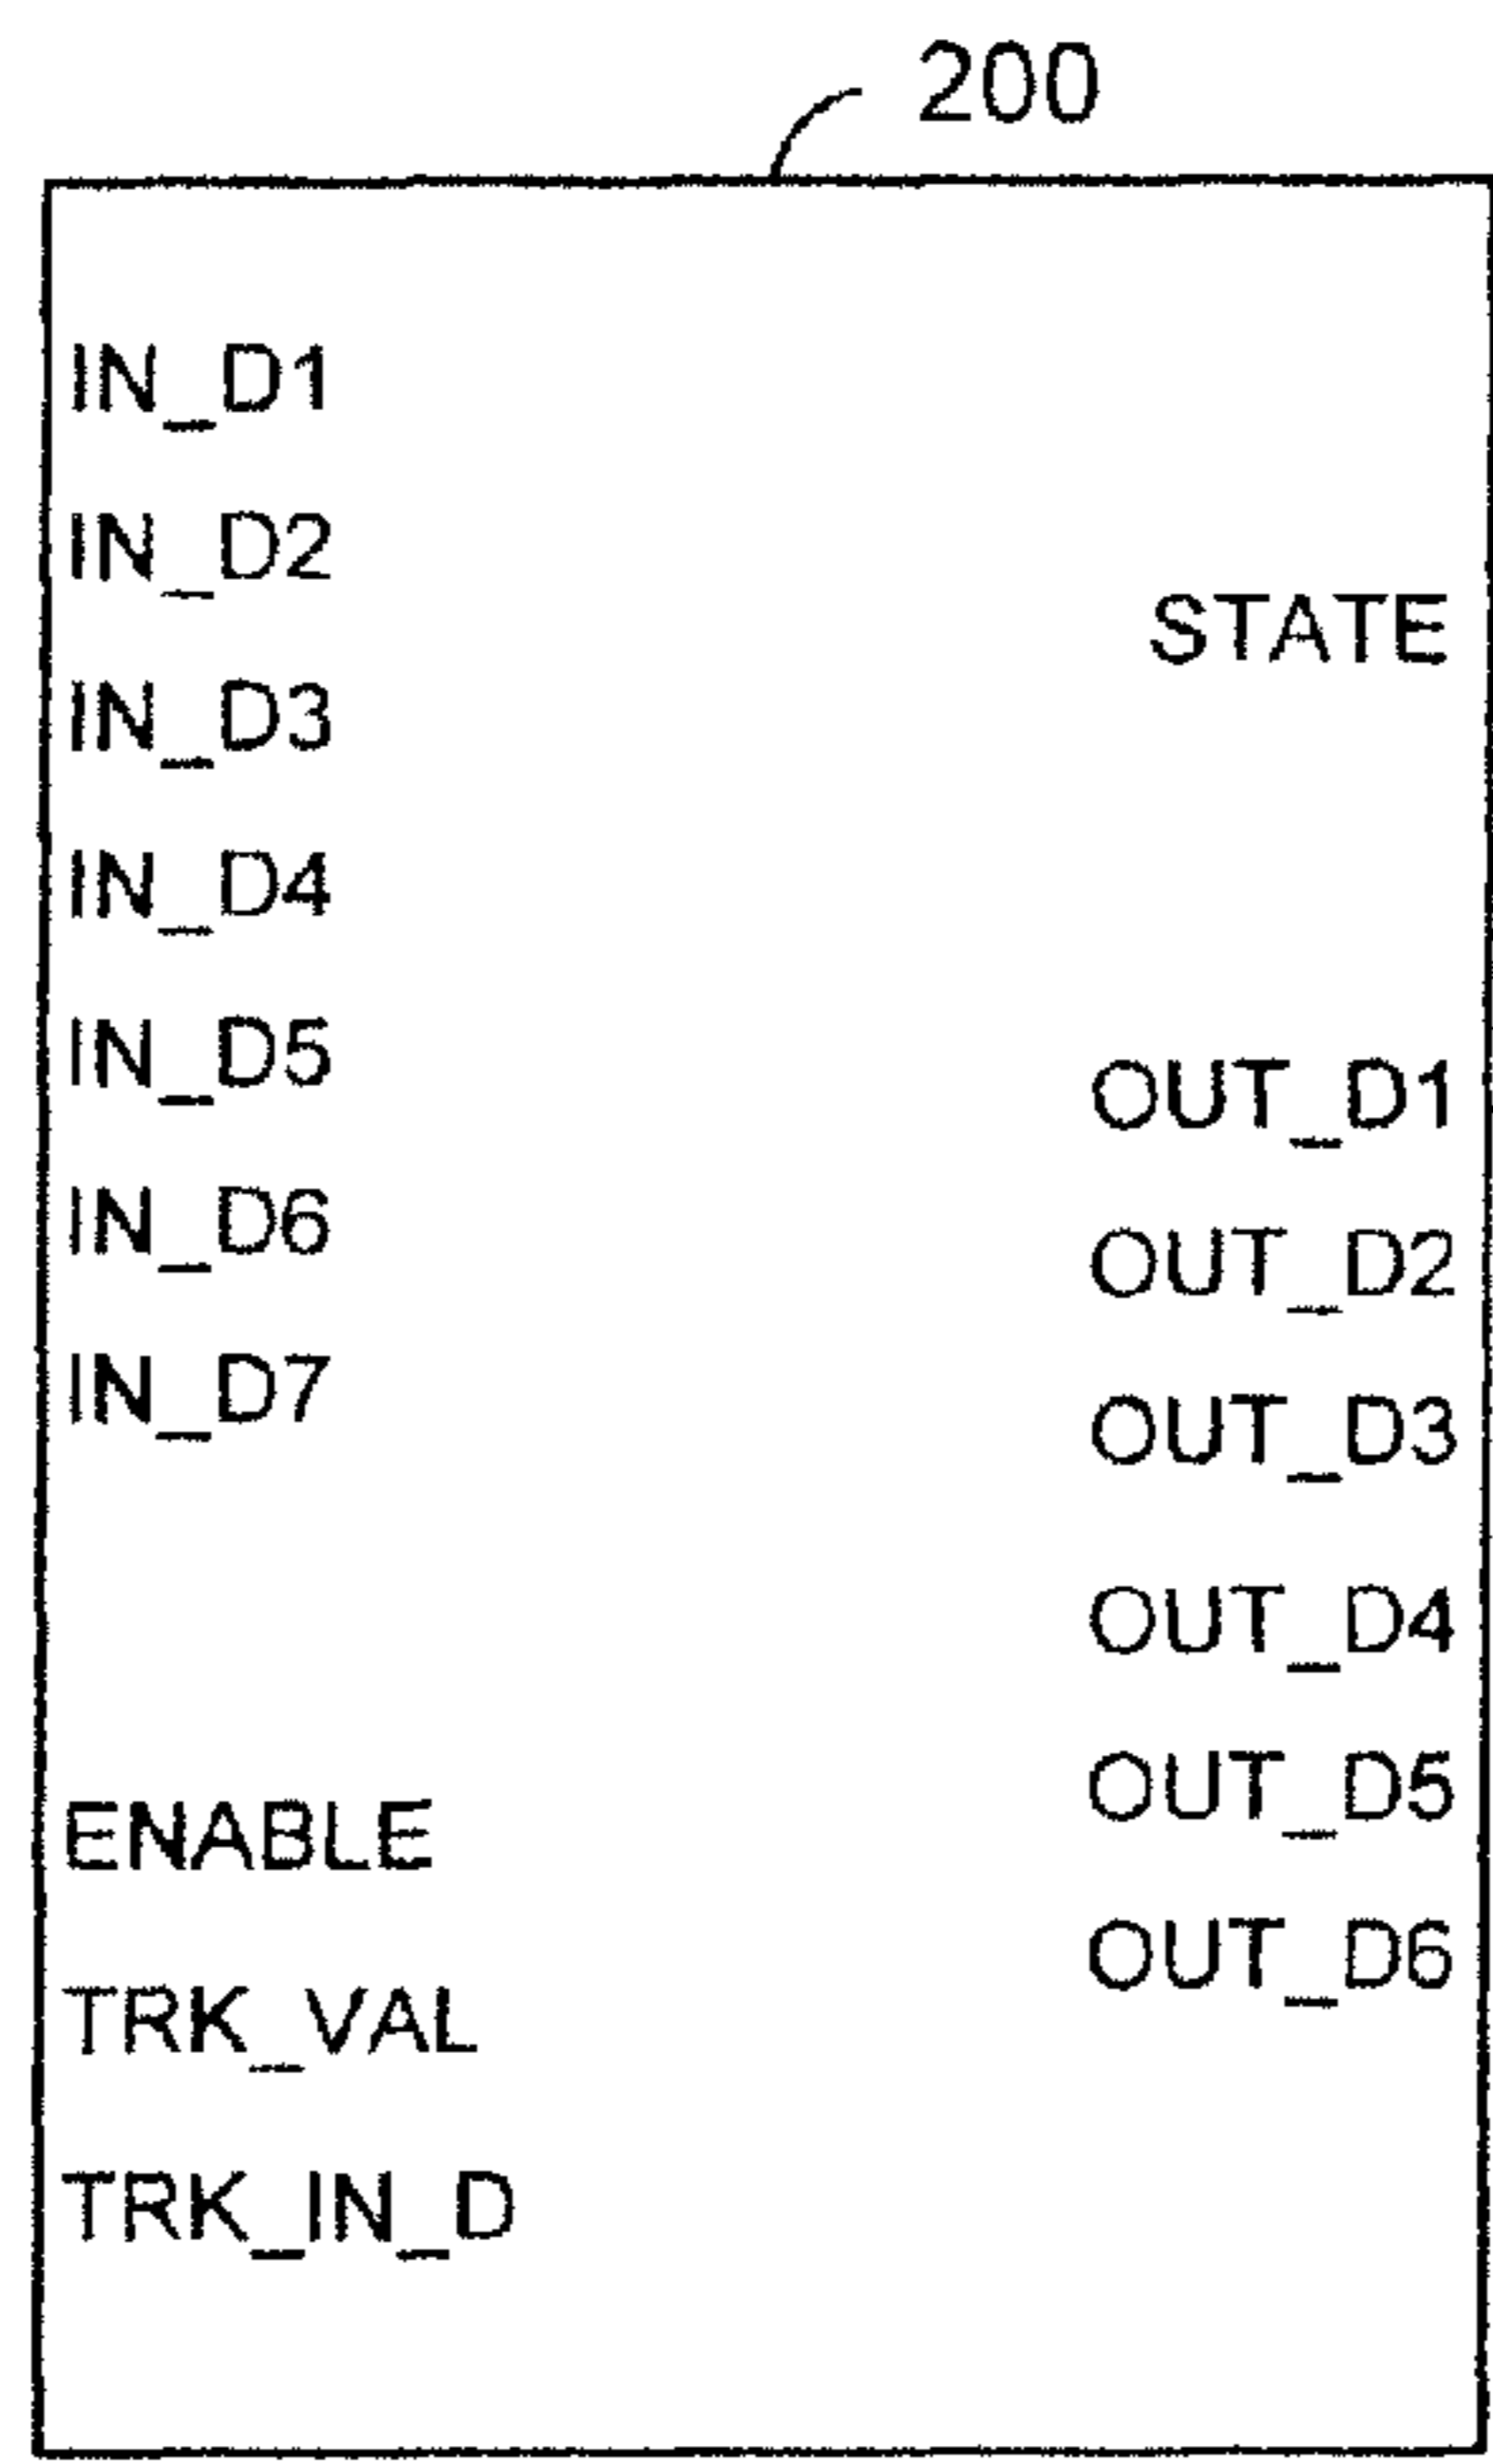 200
IN_D1
IN_D2
IN_D3
IN_D4
IN_D5
IN_D6
IN_D7
ENABLE
TRK_VAL
TRK_IN_D
STATE
OUT_D1
OUT_D2
OUT_D3
OUT_D4
OUT_D5
OUT_D6